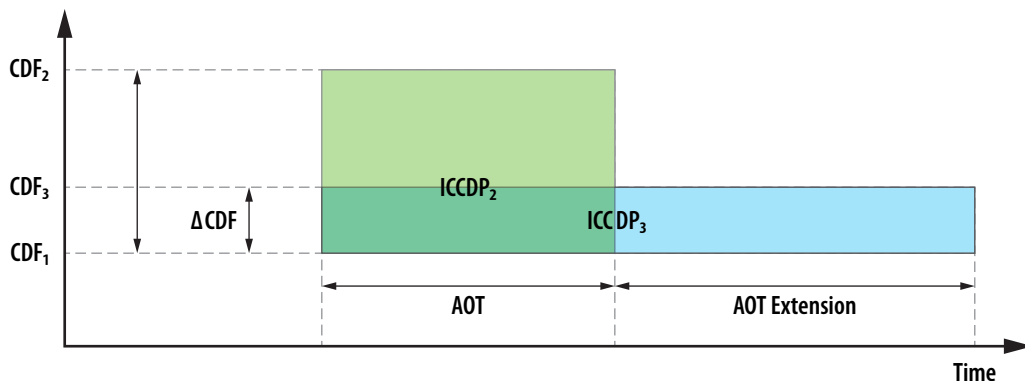 CDF₂
CDF₃
ICCDP₂
ΔCDF
ICCDP₃
CDF₁
AOT
AOT Extension
Time